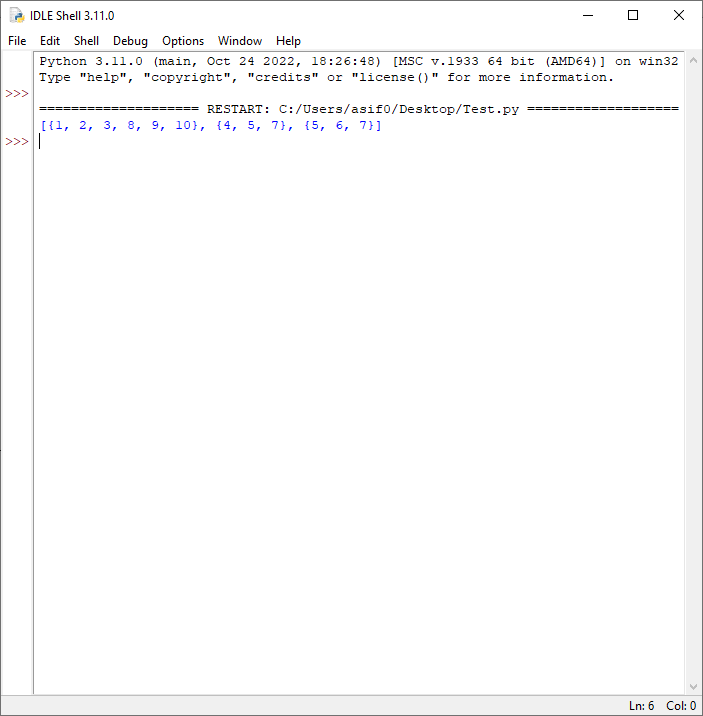 IDLE Shell 3.11.0
File Edit Shell Debug Options Window Help
Python 3.11.0 (main, Oct 24 2022, 18:26:48) [MSC v.1933 64 bit (AMD64)] on win32
Type "help", "copyright", "credits" or "license()" for more information.
>>>
==================== RESTART: C:/Users/asif0/Desktop/Test.py ===================
[{1, 2, 3, 8, 9, 10}, {4, 5, 7}, {5, 6, 7}]
>>>
Ln: 6 Col: 0